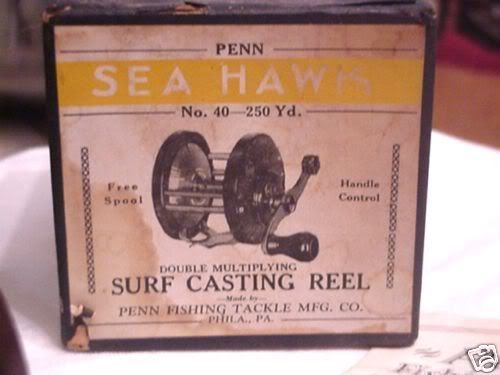 PENN
SEA HAWK
No. 40—250 Yd.
Free
Spool
Handle
Control
DOUBLE MULTIPLYING
SURF CASTING REEL
—Made by—
PENN FISHING TACKLE MFG. CO.
PHILA., PA.